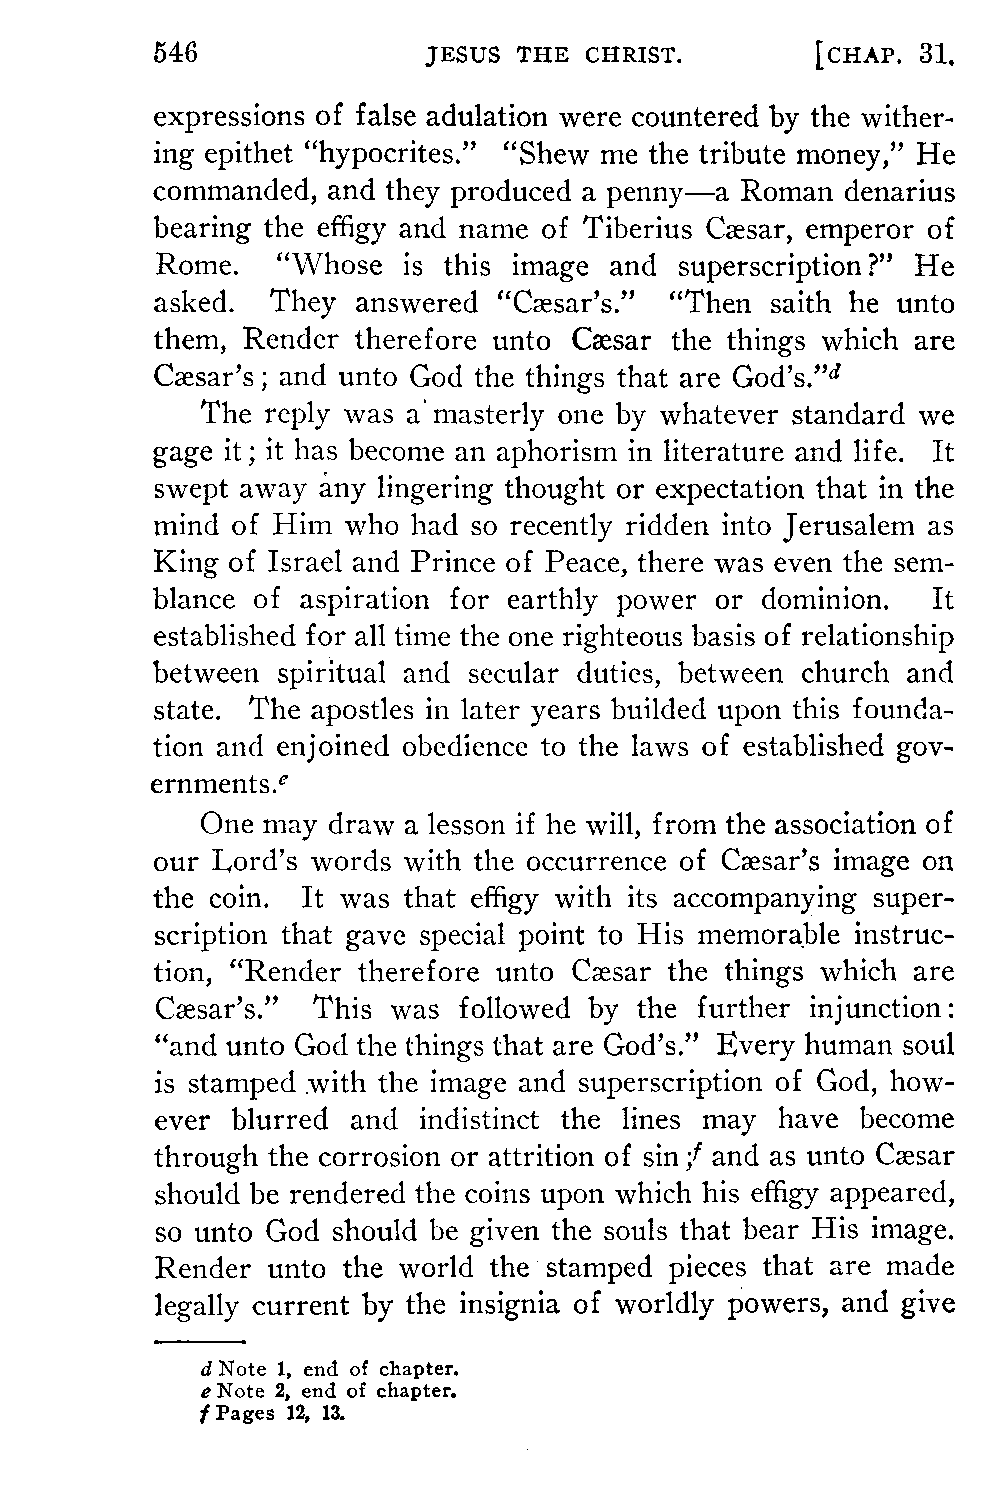 546 JESUS THE CHRIST. [CHAP. 31.
expressions of false adulation were countered by the wither-
ing epithet “hypocrites.” “Shew me the tribute money,” He
commanded, and they produced a penny—a Roman denarius
bearing the effigy and name of Tiberius Cæsar, emperor of
Rome. “Whose is this image and superscription?” He
asked. They answered “Cæsar’s.” “Then saith he unto
them, Render therefore unto Cæsar the things which are
Cæsar’s; and unto God the things that are God’s.”d
The reply was a masterly one by whatever standard we
gage it; it has become an aphorism in literature and life. It
swept away any lingering thought or expectation that in the
mind of Him who had so recently ridden into Jerusalem as
King of Israel and Prince of Peace, there was even the sem-
blance of aspiration for earthly power or dominion. It
established for all time the one righteous basis of relationship
between spiritual and secular duties, between church and
state. The apostles in later years builded upon this founda-
tion and enjoined obedience to the laws of established gov-
ernments.e
One may draw a lesson if he will, from the association of
our Lord’s words with the occurrence of Cæsar’s image on
the coin. It was that effigy with its accompanying super-
scription that gave special point to His memorable instruc-
tion, “Render therefore unto Cæsar the things which are
Cæsar’s.” This was followed by the further injunction:
“and unto God the things that are God’s.” Every human soul
is stamped with the image and superscription of God, how-
ever blurred and indistinct the lines may have become
through the corrosion or attrition of sin;f and as unto Cæsar
should be rendered the coins upon which his effigy appeared,
so unto God should be given the souls that bear His image.
Render unto the world the stamped pieces that are made
legally current by the insignia of worldly powers, and give
d Note 1, end of chapter.
e Note 2, end of chapter.
f Pages 12, 13.